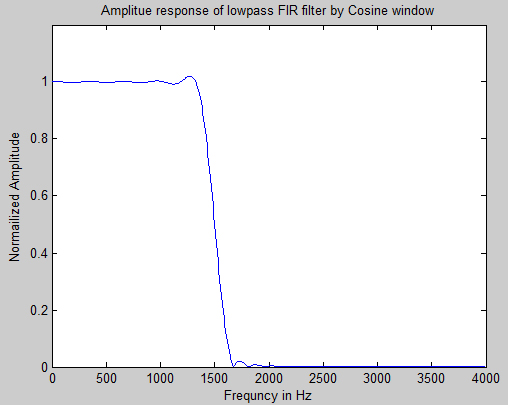 Amplitue response of lowpass FIR filter by Cosine window
Normailized Amplitude
1
0.8
0.6
0.4
0.2
0
0 500 1000 1500 2000 2500 3000 3500 4000
Frequncy in Hz